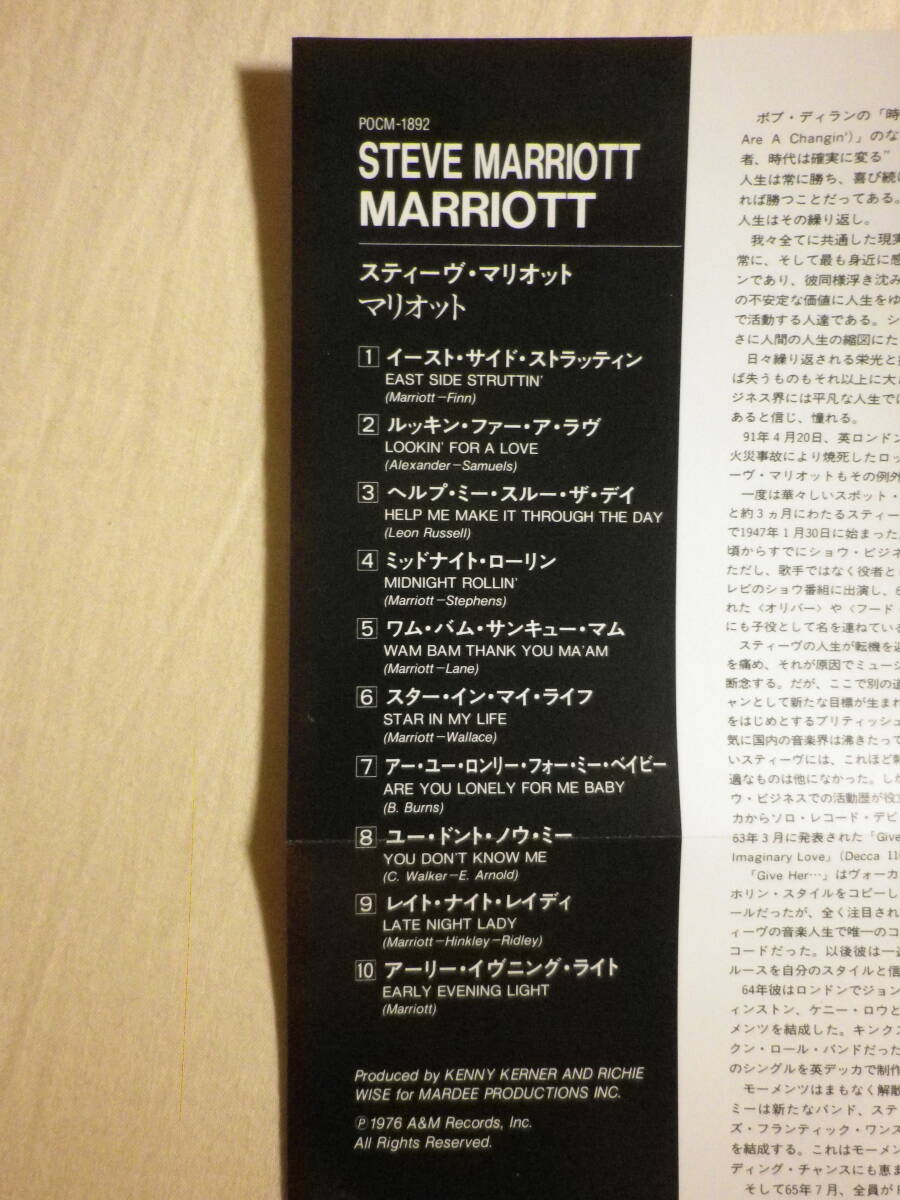 POCM-1892
STEVE MARRIOTT
MARRIOTT
スティーヴ・マリオット
マリオット
1 イースト・サイド・ストラッティン
EAST SIDE STRUTTIN'
(Marriott–Finn)
2 ルッキン・ファー・ア・ラヴ
LOOKIN' FOR A LOVE
(Alexander–Samuels)
3 ヘルプ・ミー・スルー・ザ・デイ
HELP ME MAKE IT THROUGH THE DAY
(Leon Russell)
4 ミッドナイト・ローリン
MIDNIGHT ROLLIN'
(Marriott–Stephens)
5 ワム・バム・サンキュー・マム
WAM BAM THANK YOU MA'AM
(Marriott–Lane)
6 スター・イン・マイ・ライフ
STAR IN MY LIFE
(Marriott–Wallace)
7 アー・ユー・ロンリー・フォー・ミー・ベイビー
ARE YOU LONELY FOR ME BABY
(B. Burns)
8 ユー・ドント・ノウ・ミー
YOU DON'T KNOW ME
(C. Walker–E. Arnold)
9 レイト・ナイト・レイディ
LATE NIGHT LADY
(Marriott–Hinkley–Ridley)
10 アーリー・イヴニング・ライト
EARLY EVENING LIGHT
(Marriott)
Produced by KENNY KERNER AND RICHIE
WISE for MARDEE PRODUCTIONS INC.
Ⓟ1976 A&M Records, Inc.
All Rights Reserved.
ボブ・ディランの「時
Are A Changin')」のな
者、時代は確実に変る"
人生は常に勝ち、喜び続け
れば勝つことだってある。
人生はその繰り返し。
我々全てに共通した現実
常に、そして最も身近に感
ンであり、彼同様浮き沈み
の不安定な価値に人生をゆ
で活動する人達である。シ
さに人間の人生の縮図にた
日々繰り返される栄光と
ば失うものもそれ以上に大
ジネス界には平凡な人生で
あると信じ、憧れる。
91年4月20日、英ロンドン
火災事故により焼死したロッ
ーヴ・マリオットもその例外
一度は華々しいスポット・
と約3ヵ月にわたるスティー
で1947年1月30日に始まった
頃からすでにショウ・ビジネ
ただし、歌手ではなく役者と
レビのショウ番組に出演し、
れた〈オリバー〉や〈フード・
にも子役として名を連ねている
スティーヴの人生が転機を
を痛め、それが原因でミュー
断念する。だが、ここで別の道
ャンとして新たな目標が生まれ
をはじめとするブリティッシュ
気に国内の音楽界は沸きたって
いスティーヴには、これほど
適なものは他になかった。しか
ウ・ビジネスでの活動歴が役
カからソロ・レコード・デビ
63年3月に発表された「Give
Imaginary Love」(Decca 11
「Give Her…」はヴォーカ
ホリン・スタイルをコピーし
ールだったが、全く注目され
ィーヴの音楽人生で唯一のコ
コードだった。以後彼は一
ルースを自分のスタイルと信
64年彼はロンドンでジョン
ィンストン、ケニー・ロウと
メンツを結成した。キンクス
クン・ロール・バンドだった
のシングルを英デッカで制作
モーメンツはまもなく解散
ミーは新たなバンド、ステ
ズ・フランティック・ワンズ
を結成する。これはモーメン
ディング・チャンスにも恵ま
そして65年7月、全員が